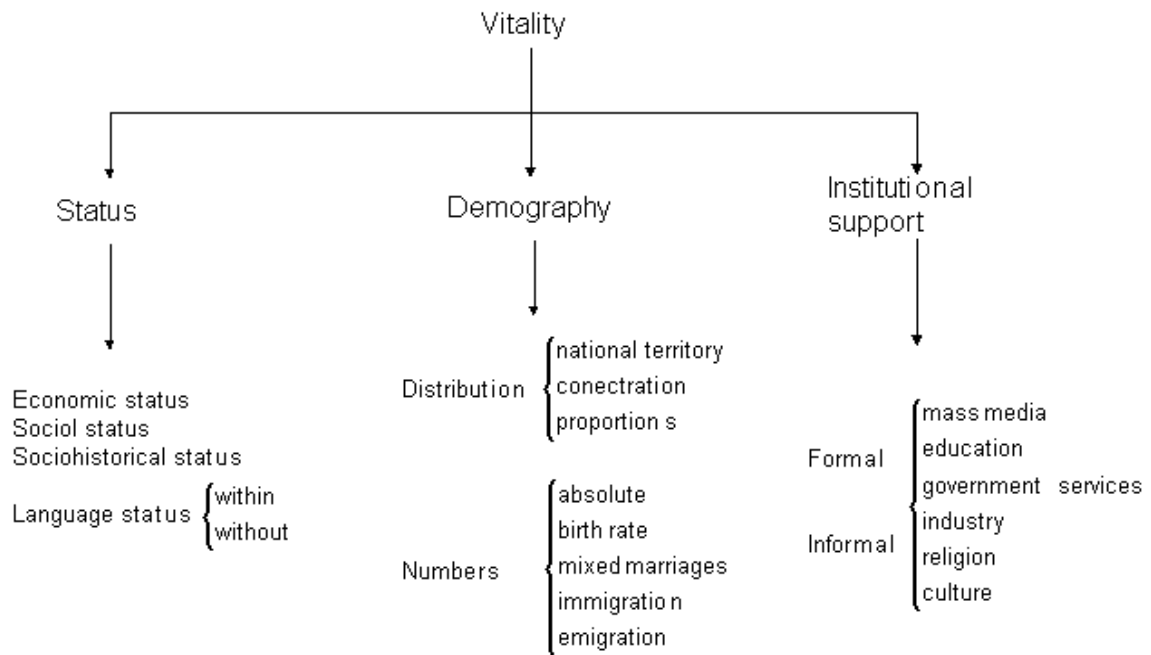 Vitality
Status
Demography
Institutional
support
Economic status
Sociol status
Sociohistorical status
Language status
within
without
Distribution
national territory
conectration
proportion s
Numbers
absolute
birth rate
mixed marriages
immigration
emigration
Formal
Informal
mass media
education
government services
industry
religion
culture